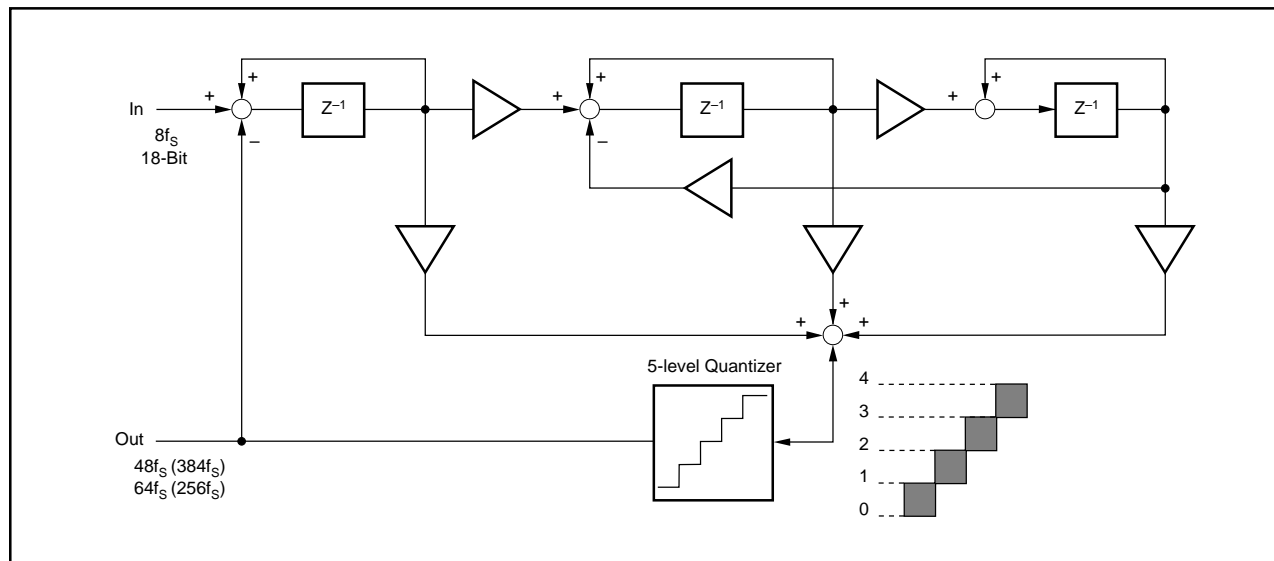 +
+
+
In
+
Z⁻¹
+
Z⁻¹
+
Z⁻¹
8fS
18-Bit
–
–
+
+
+
5-level Quantizer
4
3
2
1
0
Out
48fS (384fS)
64fS (256fS)